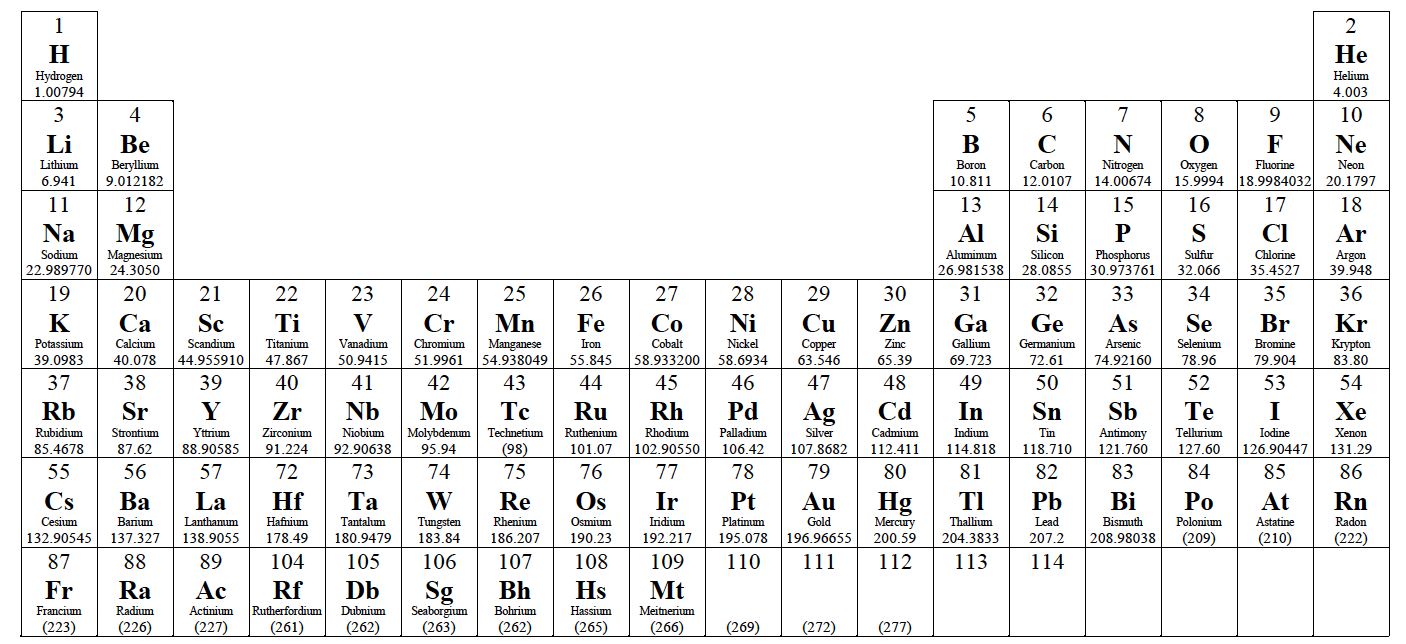 1 2
H He
Hydrogen Helium
1.00794 4.003
3 4 5 6 7 8 9 10
Li Be B C N O F Ne
Lithium Beryllium Boron Carbon Nitrogen Oxygen Fluorine Neon
6.941 9.012182 10.811 12.0107 14.00674 15.9994 18.9984032 20.1797
11 12 13 14 15 16 17 18
Na Mg Al Si P S Cl Ar
Sodium Magnesium Aluminum Silicon Phosphorus Sulfur Chlorine Argon
22.989770 24.3050 26.981538 28.0855 30.973761 32.066 35.4527 39.948
19 20 21 22 23 24 25 26 27 28 29 30 31 32 33 34 35 36
K Ca Sc Ti V Cr Mn Fe Co Ni Cu Zn Ga Ge As Se Br Kr
Potassium Calcium Scandium Titanium Vanadium Chromium Manganese Iron Cobalt Nickel Copper Zinc Gallium Germanium Arsenic Selenium Bromine Krypton
39.0983 40.078 44.955910 47.867 50.9415 51.9961 54.938049 55.845 58.933200 58.6934 63.546 65.39 69.723 72.61 74.92160 78.96 79.904 83.80
37 38 39 40 41 42 43 44 45 46 47 48 49 50 51 52 53 54
Rb Sr Y Zr Nb Mo Tc Ru Rh Pd Ag Cd In Sn Sb Te I Xe
Rubidium Strontium Yttrium Zirconium Niobium Molybdenum Technetium Ruthenium Rhodium Palladium Silver Cadmium Indium Tin Antimony Tellurium Iodine Xenon
85.4678 87.62 88.90585 91.224 92.90638 95.94 (98) 101.07 102.90550 106.42 107.8682 112.411 114.818 118.710 121.760 127.60 126.90447 131.29
55 56 57 72 73 74 75 76 77 78 79 80 81 82 83 84 85 86
Cs Ba La Hf Ta W Re Os Ir Pt Au Hg Tl Pb Bi Po At Rn
Cesium Barium Lanthanum Hafnium Tantalum Tungsten Rhenium Osmium Iridium Platinum Gold Mercury Thallium Lead Bismuth Polonium Astatine Radon
132.90545 137.327 138.9055 178.49 180.9479 183.84 186.207 190.23 192.217 195.078 196.96655 200.59 204.3833 207.2 208.98038 (209) (210) (222)
87 88 89 104 105 106 107 108 109 110 111 112 113 114
Fr Ra Ac Rf Db Sg Bh Hs Mt
Francium Radium Actinium Rutherfordium Dubnium Seaborgium Bohrium Hassium Meitnerium
(223) (226) (227) (261) (262) (263) (262) (265) (266) (269) (272) (277)